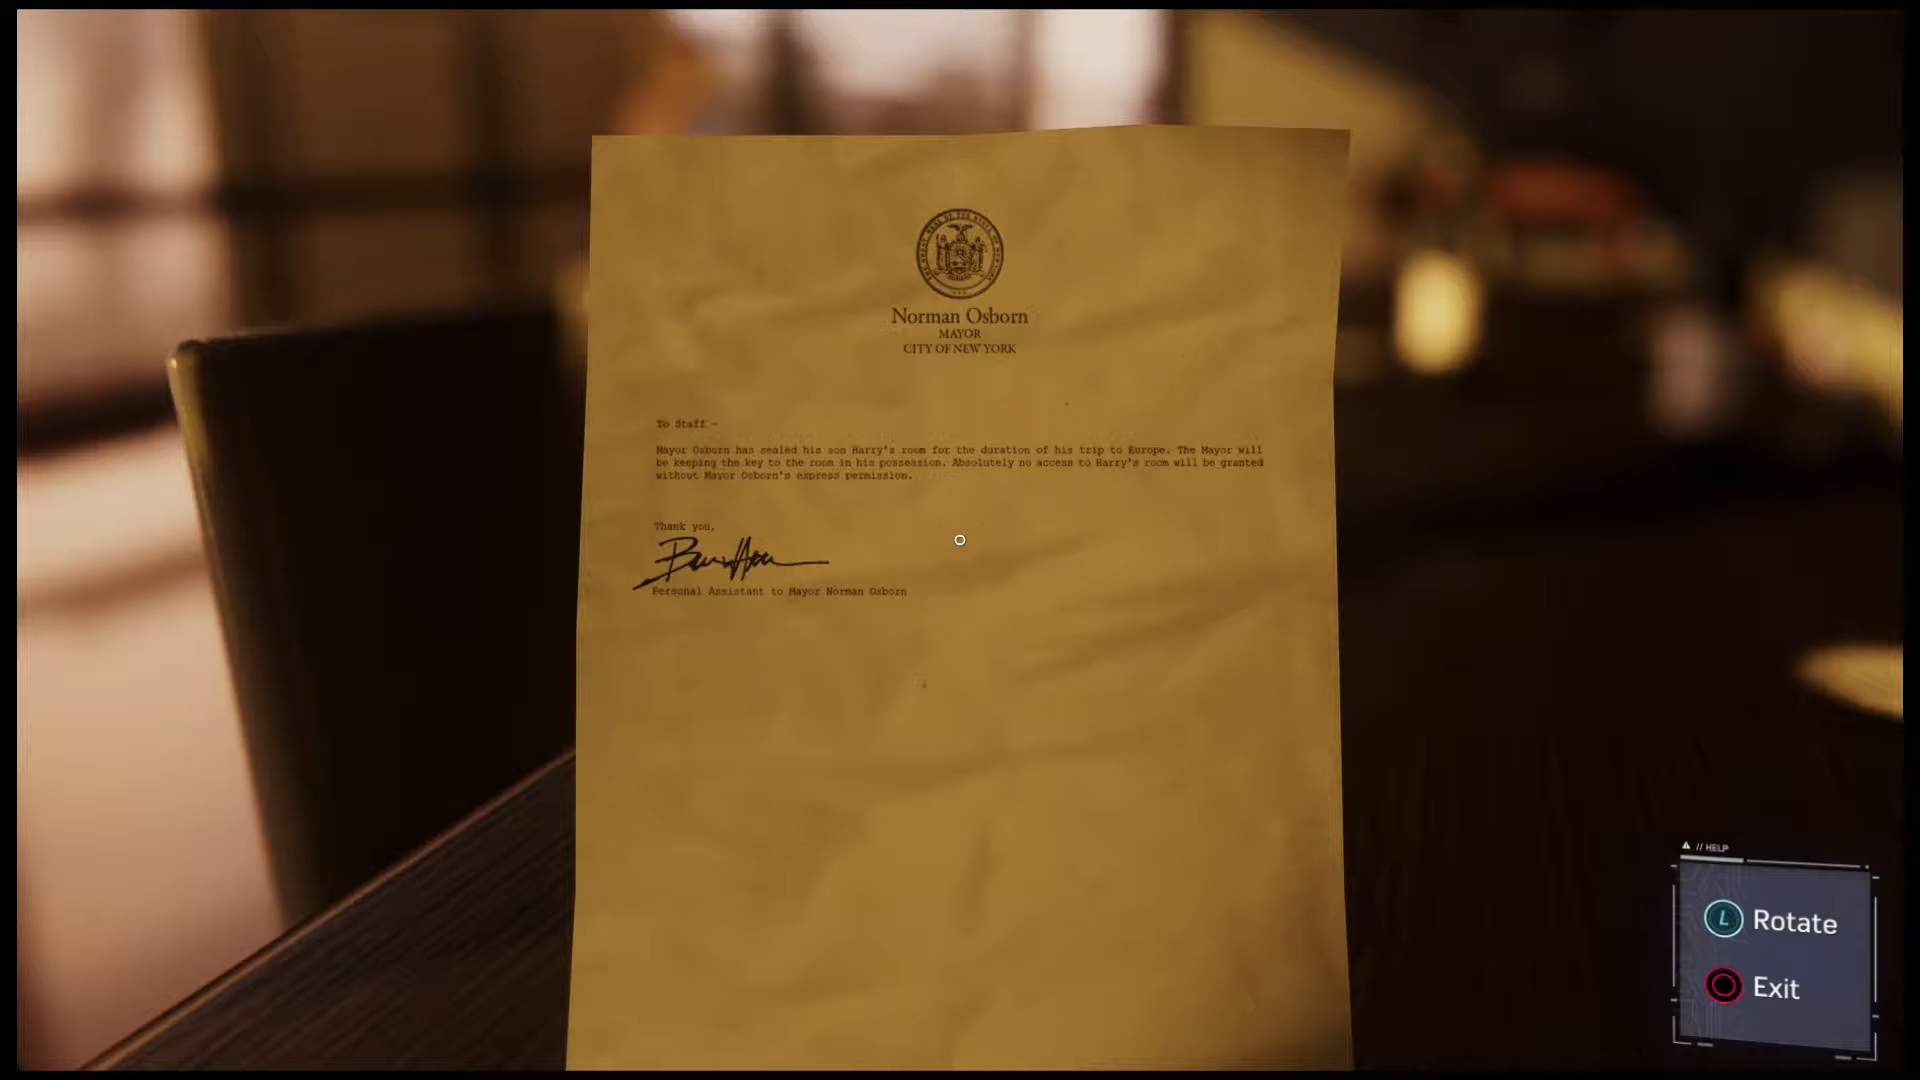 Norman Osborn
MAYOR
CITY OF NEW YORK
To Staff -
Mayor Osborn has sealed his son Harry's room for the duration of his trip to Europe. The Mayor will
be keeping the key to the room in his possession. Absolutely no access to Harry's room will be granted
without Mayor Osborn's express permission.
Thank you,
Personal Assistant to Mayor Norman Osborn
// HELP
L Rotate
Exit